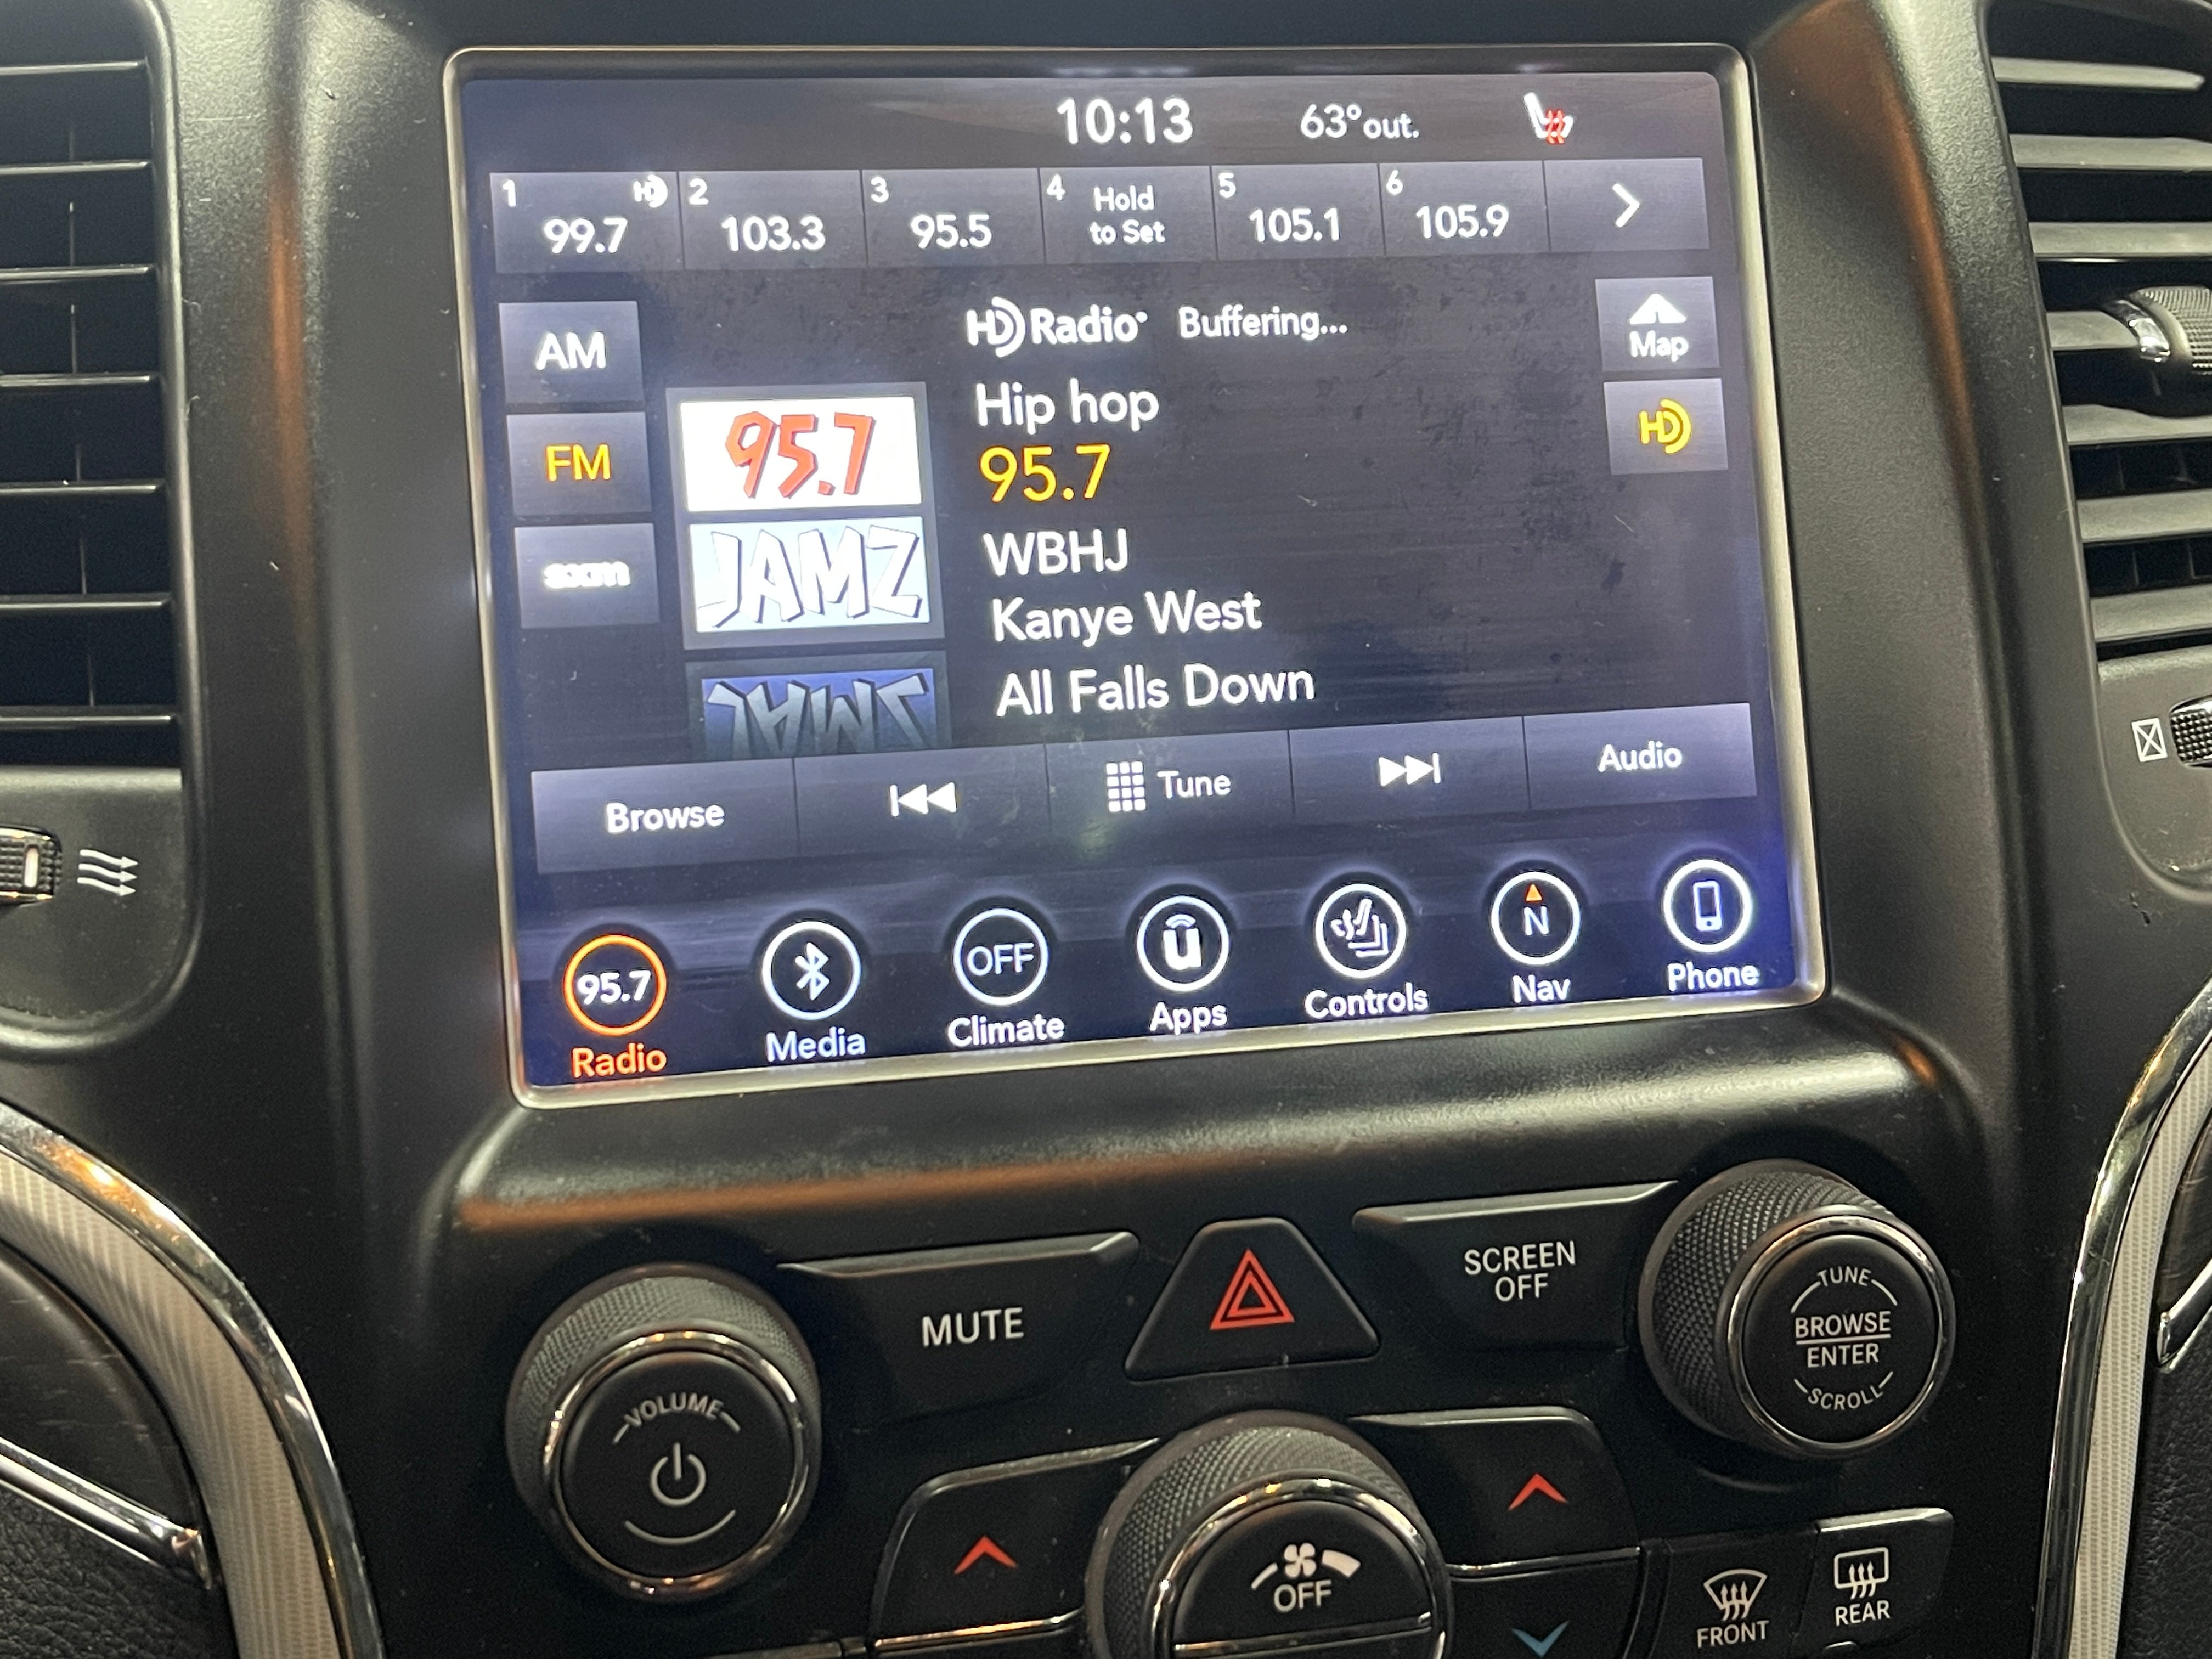 10:13 63°out.
1 HD 99.7
2 103.3
3 95.5
4 Hold to Set
5 105.1
6 105.9
AM
FM
sxm
HD Radio Buffering...
Hip hop
95.7
WBHJ
Kanye West
All Falls Down
95.7
JAMZ
Map
HD
Browse
Tune
Audio
95.7
Radio
Media
OFF
Climate
u
Apps
Controls
N
Nav
Phone
MUTE
SCREEN
OFF
VOLUME
TUNE
BROWSE
ENTER
SCROLL
OFF
FRONT
REAR